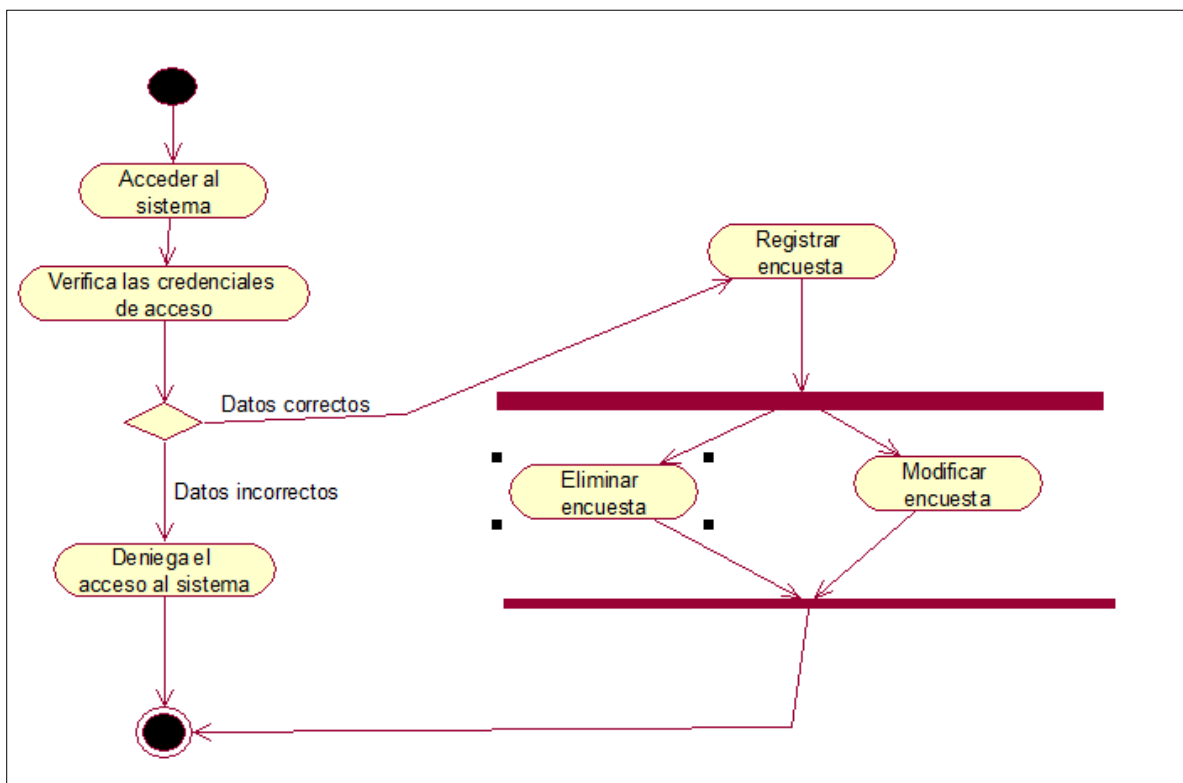 Acceder al
sistema
Verifica las credenciales
de acceso
Datos correctos
Datos incorrectos
Deniega el
acceso al sistema
Registrar
encuesta
Eliminar
encuesta
Modificar
encuesta